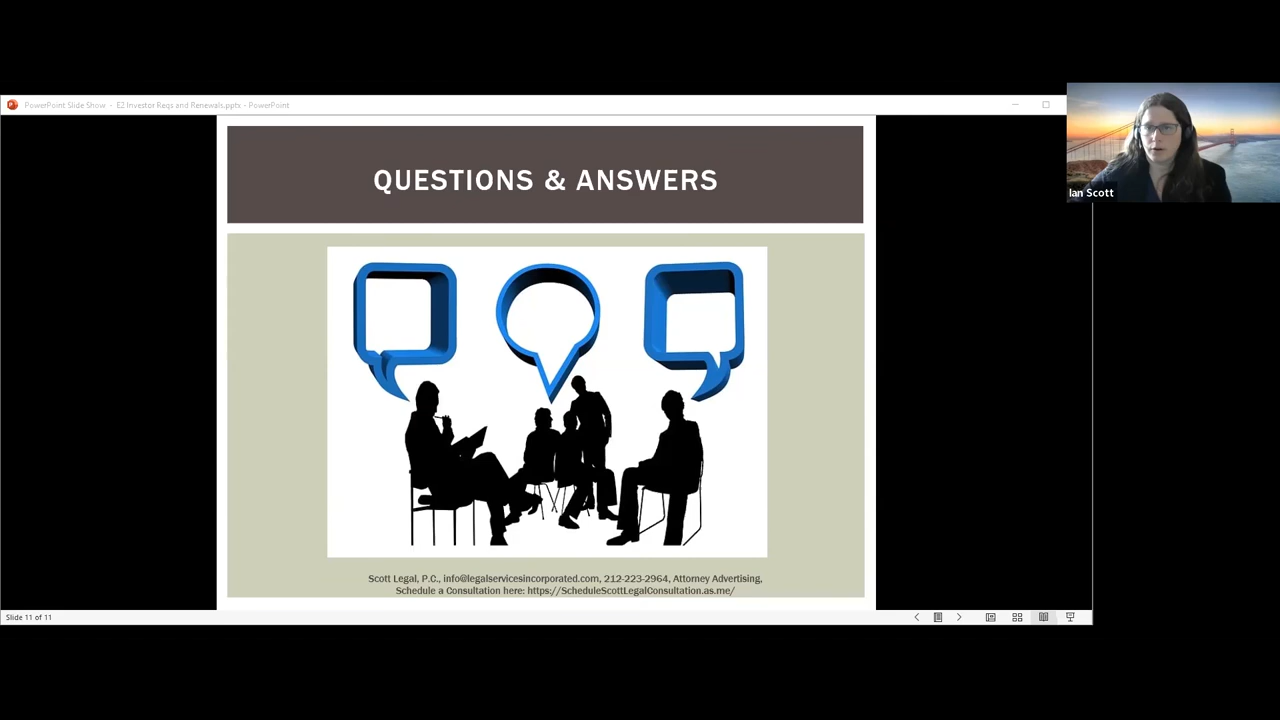 PowerPoint Slide Show - E2 Investor Reqs and Renewals.pptx - PowerPoint
QUESTIONS & ANSWERS
Ian Scott
Scott Legal, P.C., info@legalservicesincorporated.com, 212-223-2964, Attorney Advertising,
Schedule a Consultation here: https://ScheduleScottLegalConsultation.as.me/
Slide 11 of 11